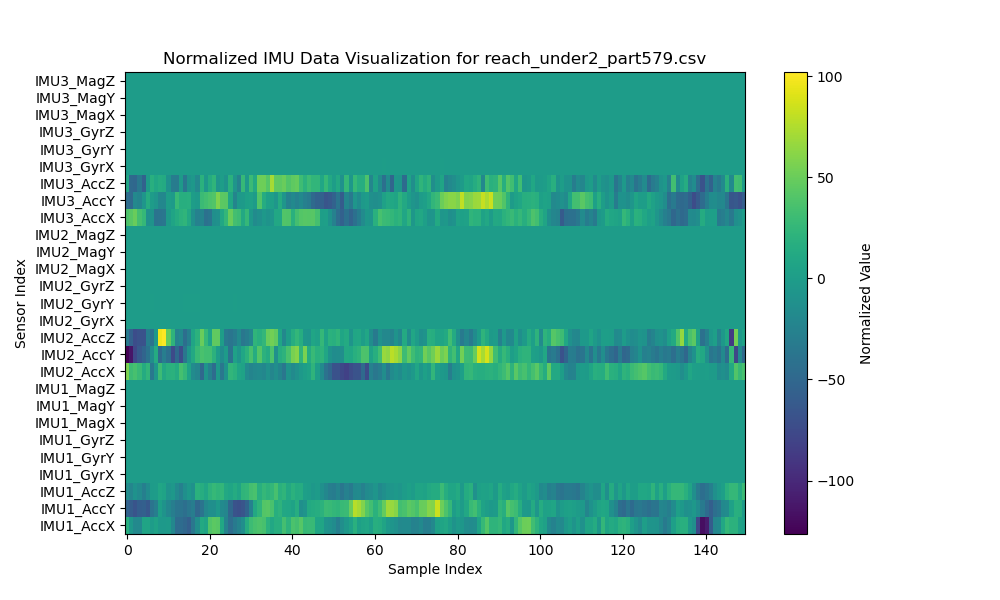 Normalized IMU Data Visualization for reach_under2_part579.csv
IMU3_MagZ
IMU3_MagY
IMU3_MagX
IMU3_GyrZ
IMU3_GyrY
IMU3_GyrX
IMU3_AccZ
IMU3_AccY
IMU3_AccX
IMU2_MagZ
IMU2_MagY
IMU2_MagX
IMU2_GyrZ
IMU2_GyrY
IMU2_GyrX
IMU2_AccZ
IMU2_AccY
IMU2_AccX
IMU1_MagZ
IMU1_MagY
IMU1_MagX
IMU1_GyrZ
IMU1_GyrY
IMU1_GyrX
IMU1_AccZ
IMU1_AccY
IMU1_AccX
Sensor Index
0 20 40 60 80 100 120 140
Sample Index
100
50
0
−50
−100
Normalized Value